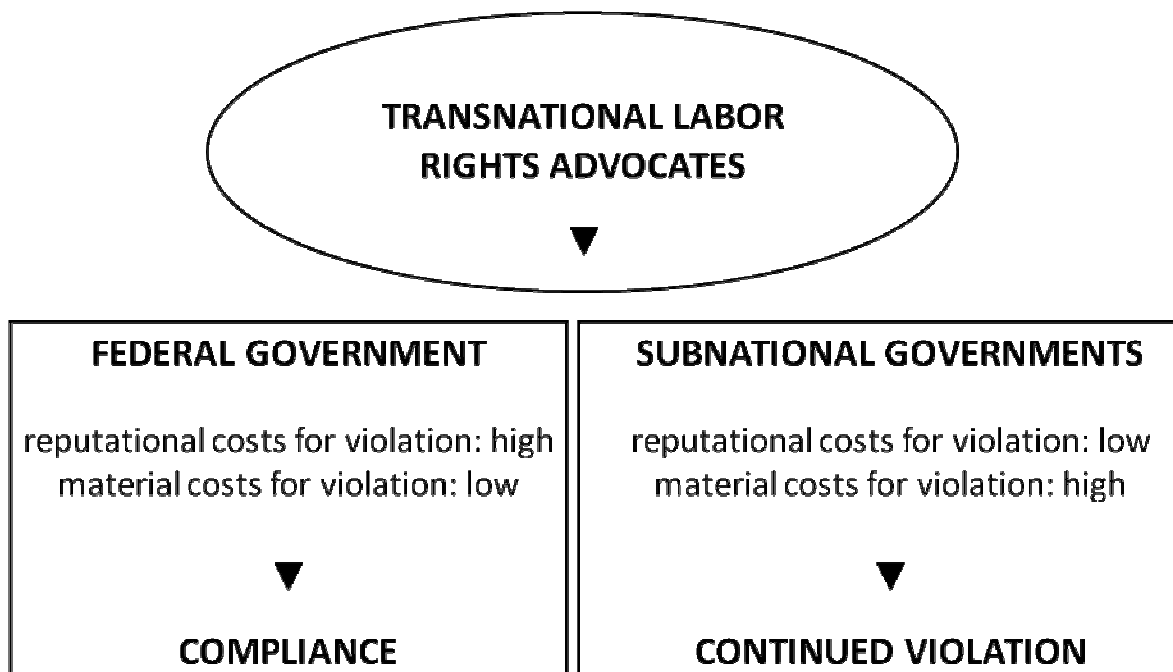 TRANSNATIONAL LABOR
RIGHTS ADVOCATES
FEDERAL GOVERNMENT
reputational costs for violation: high
material costs for violation: low
COMPLIANCE
SUBNATIONAL GOVERNMENTS
reputational costs for violation: low
material costs for violation: high
CONTINUED VIOLATION